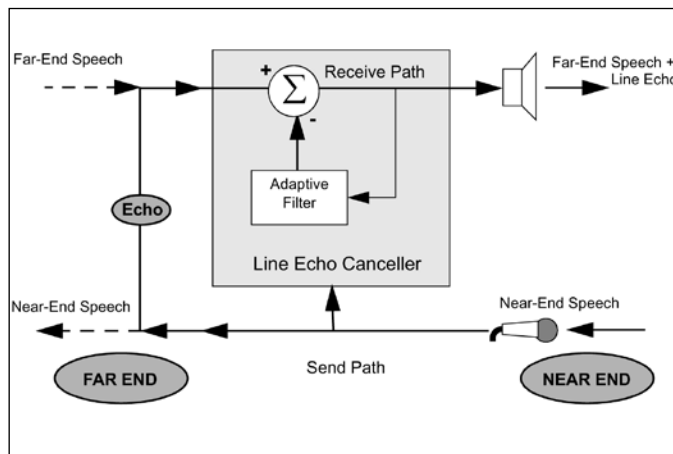 Far-End Speech
+
Receive Path
Far-End Speech +
Line Echo
Σ
-
Adaptive
Filter
Echo
Line Echo Canceller
Near-End Speech
Near-End Speech
Send Path
FAR END
NEAR END